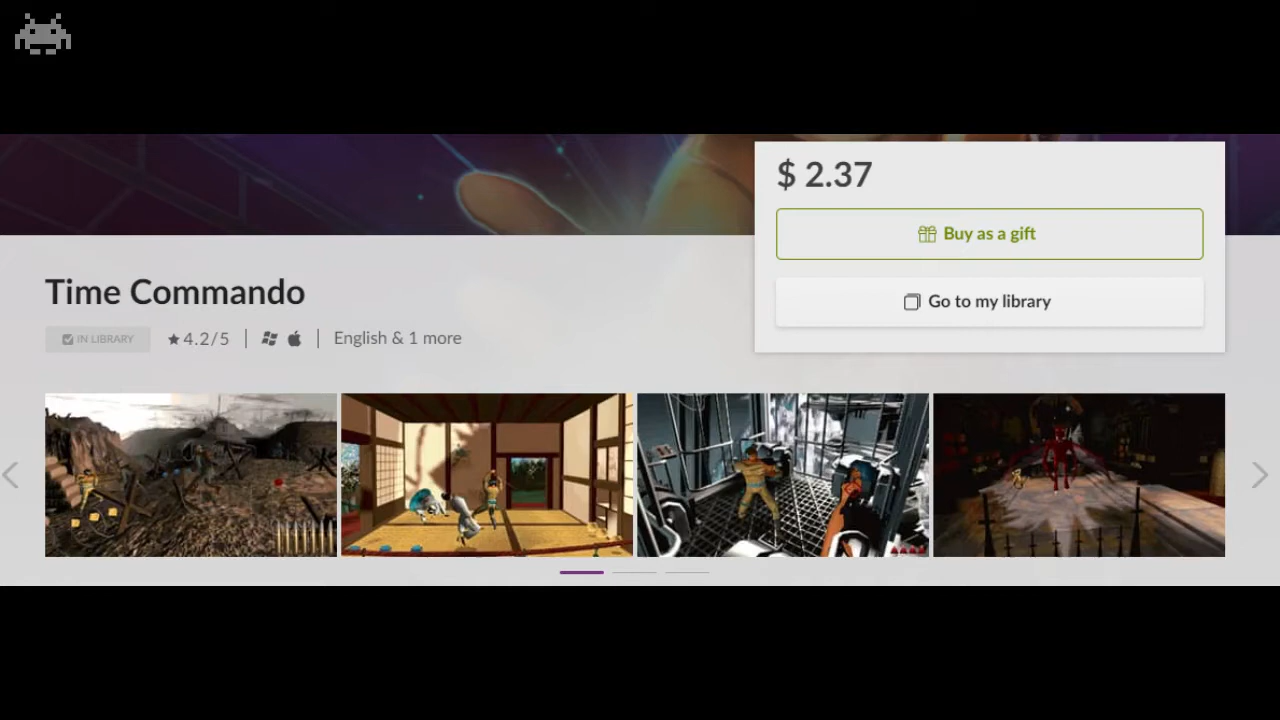 $ 2.37
Buy as a gift
Go to my library
Time Commando
IN LIBRARY
4.2/5
English & 1 more